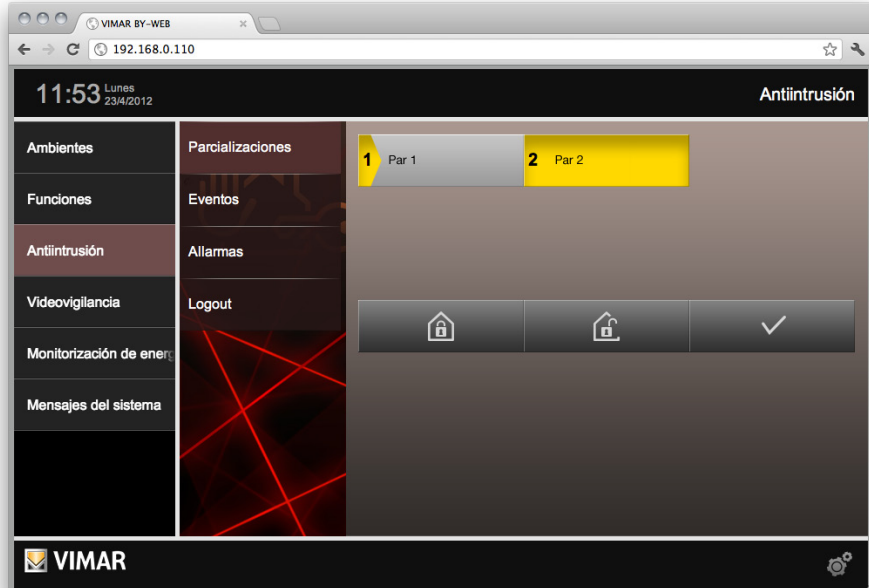 VIMAR BY-WEB
192.168.0.110
11:53 Lunes
23/4/2012
Antiintrusión
Ambientes
Funciones
Antiintrusión
Videovigilancia
Monitorización de energ
Mensajes del sistema
Parcializaciones
Eventos
Allarmas
Logout
1 Par 1
2 Par 2
VIMAR